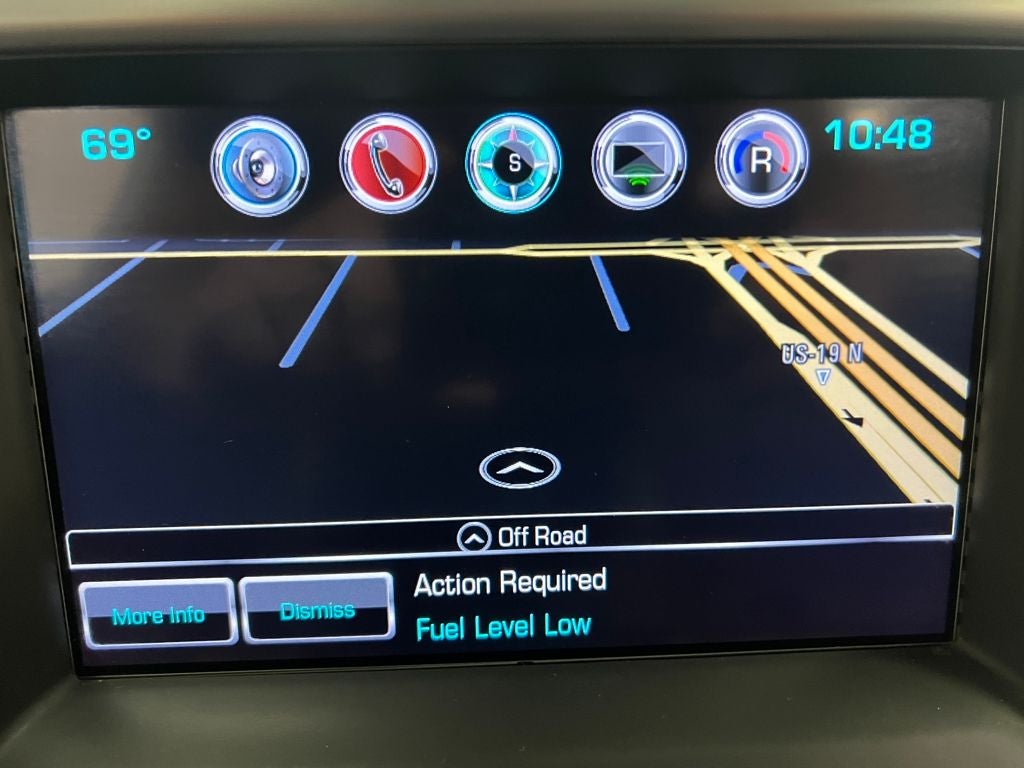 69°
S
R
10:48
US-19 N
Off Road
More Info
Dismiss
Action Required
Fuel Level Low